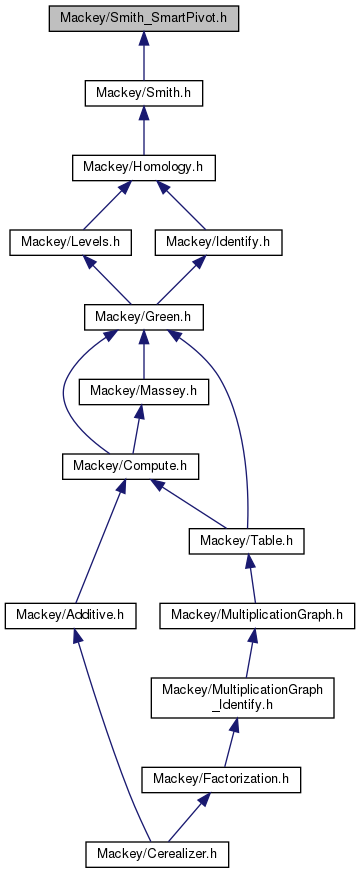 Mackey/Smith_SmartPivot.h
Mackey/Smith.h
Mackey/Homology.h
Mackey/Levels.h
Mackey/Identify.h
Mackey/Green.h
Mackey/Massey.h
Mackey/Compute.h
Mackey/Table.h
Mackey/Additive.h
Mackey/MultiplicationGraph.h
Mackey/MultiplicationGraph
_Identify.h
Mackey/Factorization.h
Mackey/Cerealizer.h